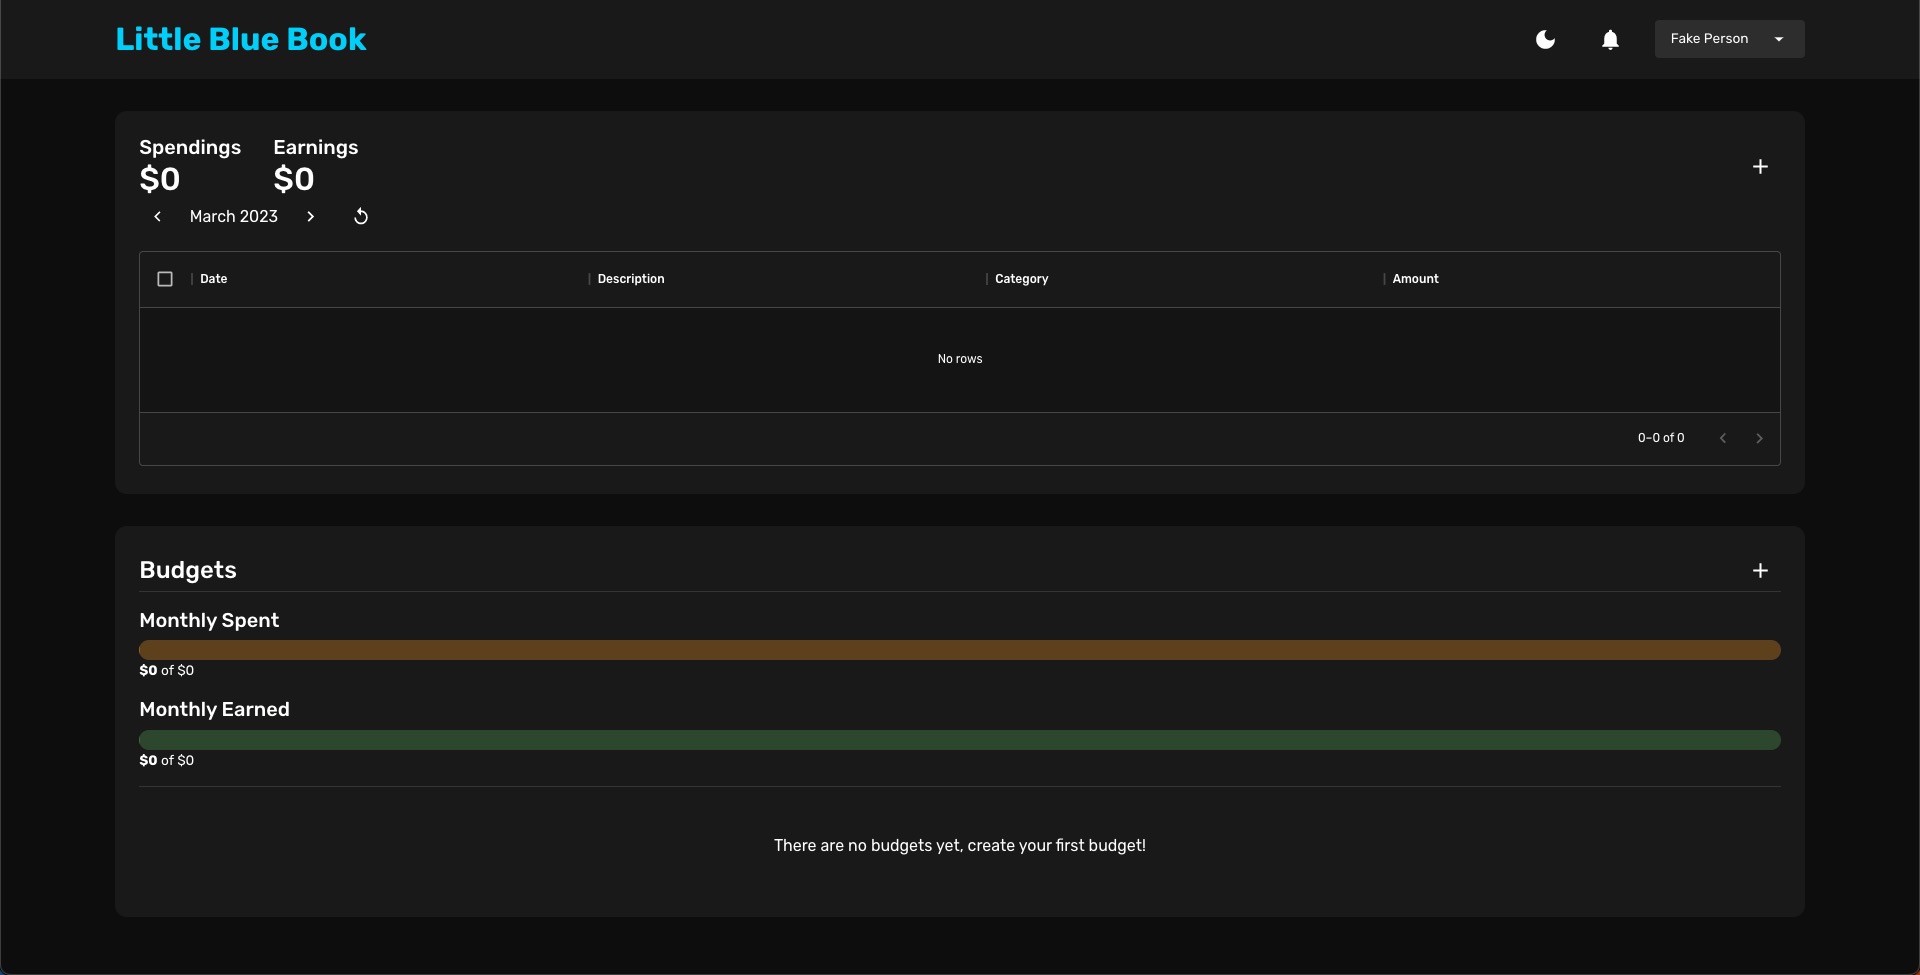 Little Blue Book
Fake Person
Spendings Earnings
$0 $0
March 2023
Date Description Category Amount
No rows
0–0 of 0
Budgets
Monthly Spent
$0 of $0
Monthly Earned
$0 of $0
There are no budgets yet, create your first budget!